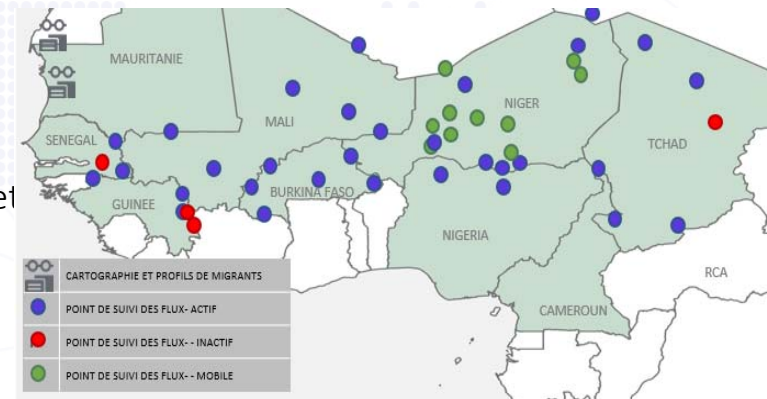 MAURITANIE
NIGER
MALI
TCHAD
SENEGAL
et
BURKINA FASO
GUINEE
NIGERIA
RCA
CARTOGRAPHIE ET PROFILS DE MIGRANTS
POINT DE SUIVI DES FLUX- ACTIF
CAMEROUN
POINT DE SUIVI DES FLUX- - INACTIF
POINT DE SUIVI DES FLUX- - MOBILE